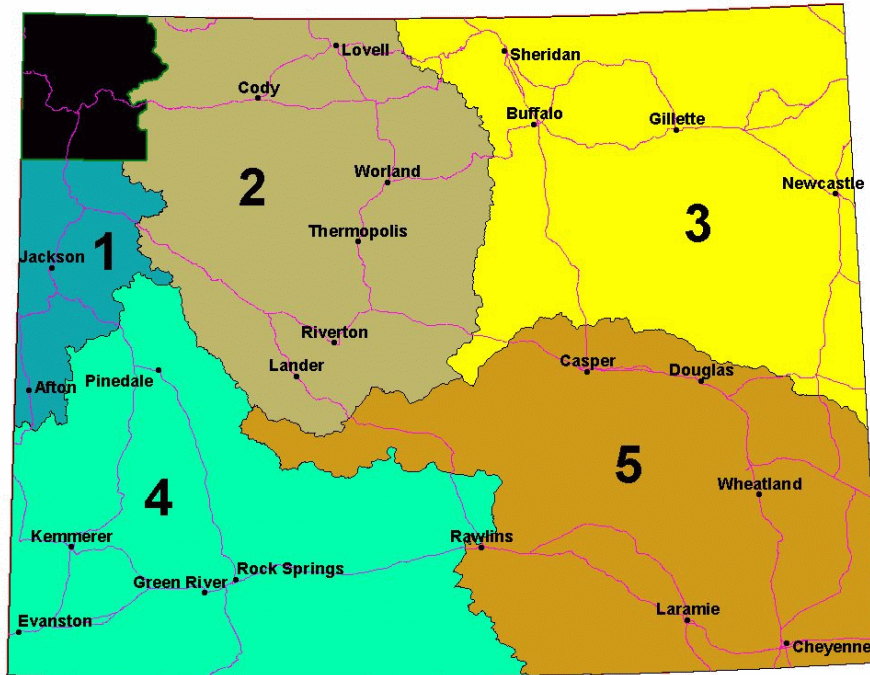 Lovell
Sheridan
Cody
Buffalo
Gillette
Worland
Newcastle
2
3
Thermopolis
1
Jackson
Riverton
Lander
Casper
Douglas
Pinedale
Afton
5
Wheatland
4
Kemmerer
Rawlins
Rock Springs
Green River
Laramie
Evanston
Cheyenne